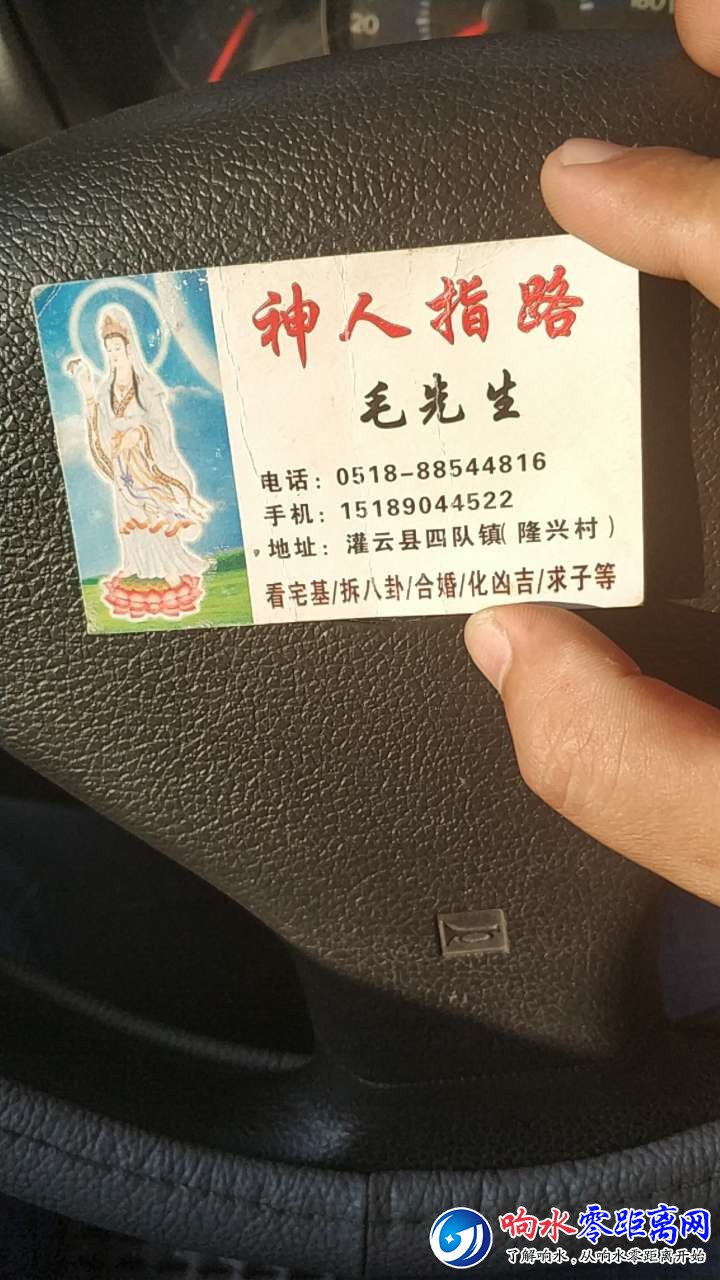 20
180
神人指路
毛先生
电话：0518-88544816
手机：15189044522
地址：灌云县四队镇（隆兴村）
看宅基/拆八卦/合婚/化凶吉/求子等
响水零距离网
了解响水，从响水零距离开始